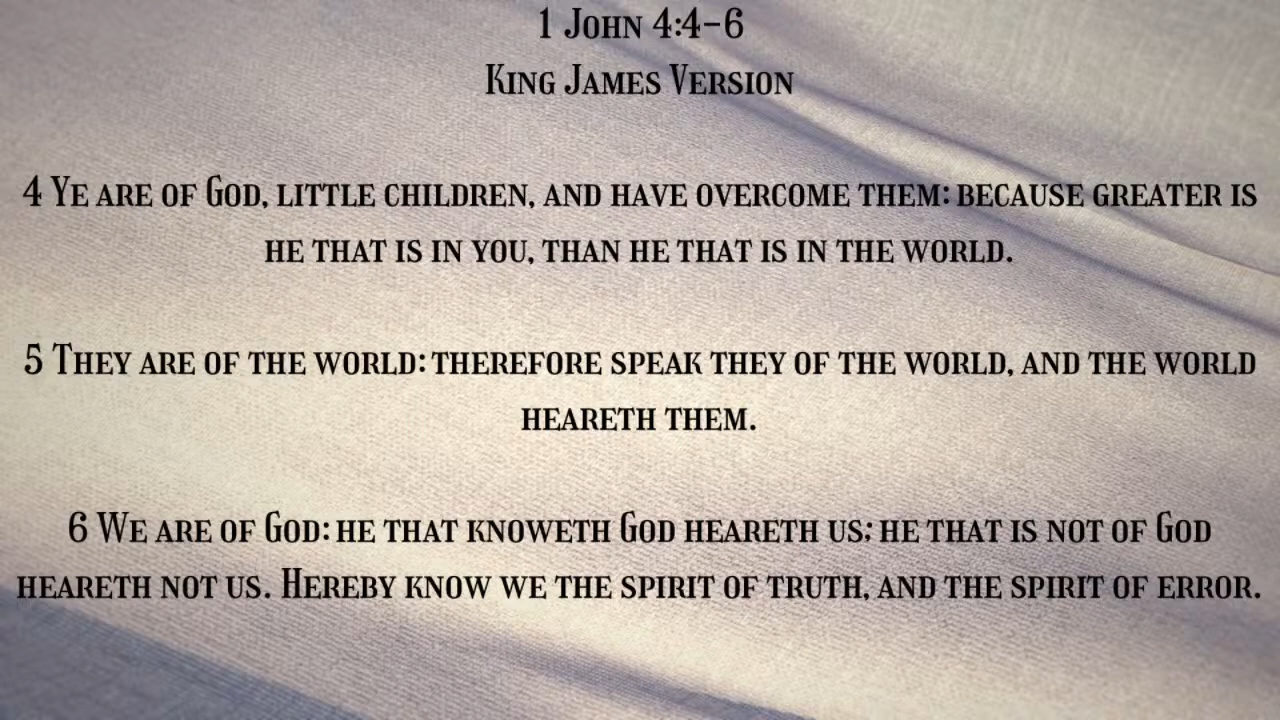 1 John 4:4-6
King James Version
4 Ye are of God, little children, and have overcome them: because greater is
he that is in you, than he that is in the world.
5 They are of the world: therefore speak they of the world, and the world
heareth them.
6 We are of God: he that knoweth God heareth us; he that is not of God
heareth not us. Hereby know we the spirit of truth, and the spirit of error.